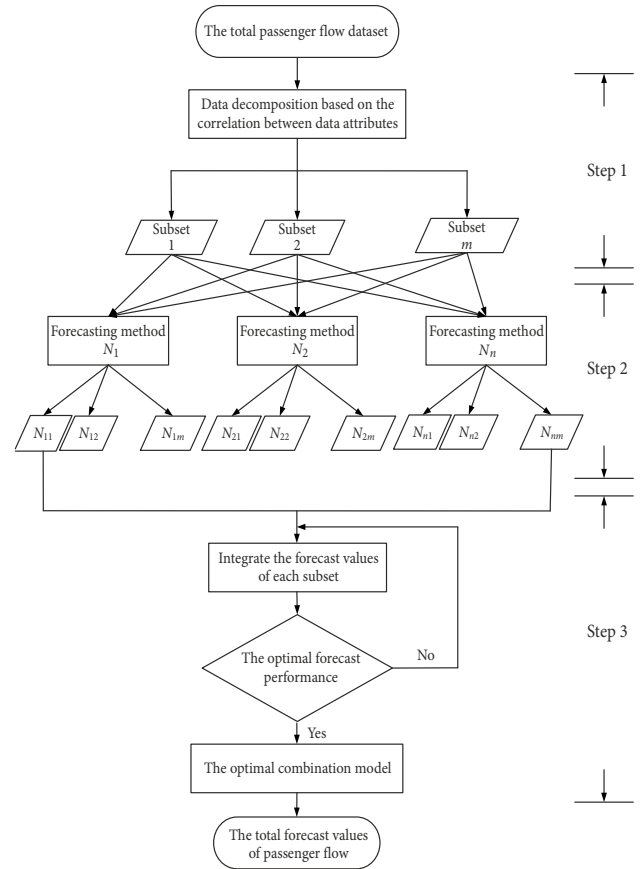 The total passenger flow dataset
Data decomposition based on the
correlation between data attributes
Step 1
Subset
1
Subset
2
Subset
m
Forecasting method
N1
Forecasting method
N2
Forecasting method
Nn
Step 2
N11
N12
N1m
N21
N22
N2m
Nn1
Nn2
Nnm
Integrate the forecast values
of each subset
Step 3
The optimal forecast
performance
No
Yes
The optimal combination model
The total forecast values
of passenger flow